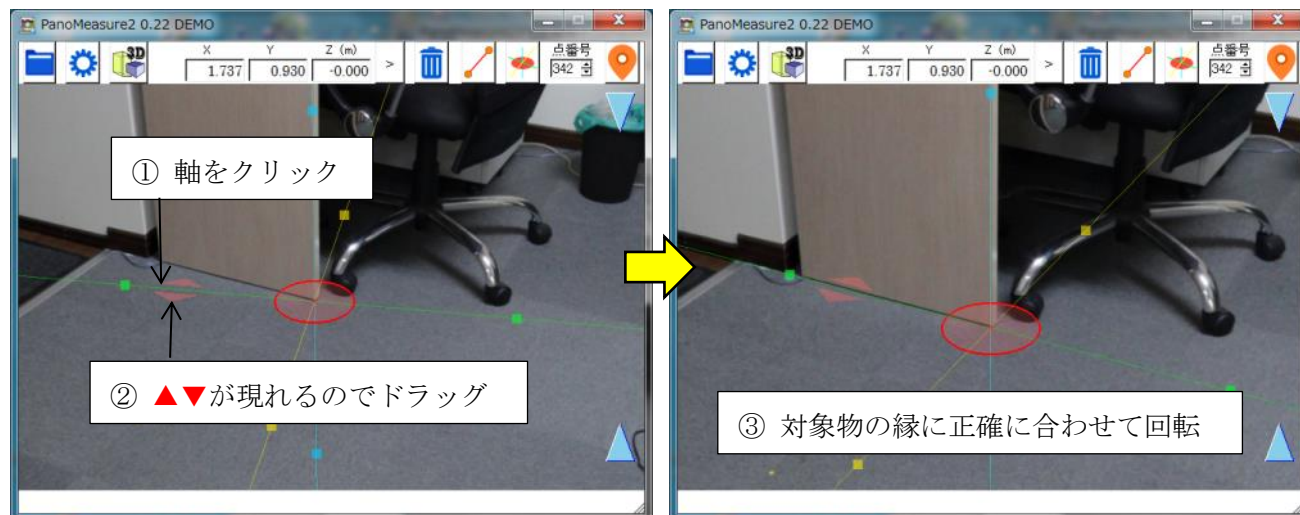 PanoMeasure2 0.22 DEMO
3D
X Y Z (m)
1.737 0.930 -0.000 >
点番号
342
① 軸をクリック
② ▲▼が現れるのでドラッグ
PanoMeasure2 0.22 DEMO
3D
X Y Z (m)
1.737 0.930 -0.000 >
点番号
342
③ 対象物の縁に正確に合わせて回転